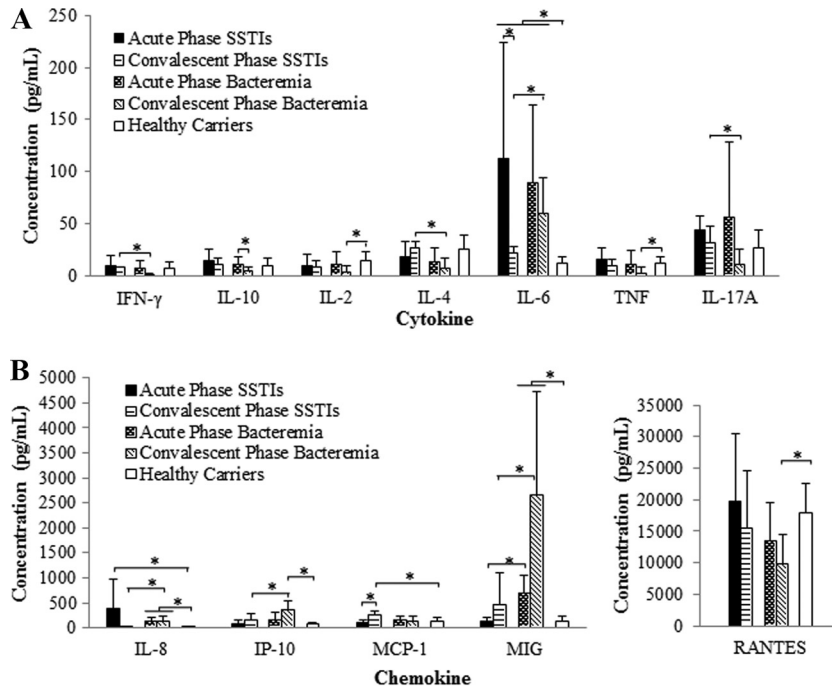 A
Concentration (pg/mL)
250
200
150
100
50
0
Acute Phase SSTIs
Convalescent Phase SSTIs
Acute Phase Bacteremia
Convalescent Phase Bacteremia
Healthy Carriers
* *
*
*
* * * * *
IFN-γ IL-10 IL-2 IL-4 IL-6 TNF IL-17A
Cytokine
B
Concentration (pg/mL)
5000
4500
4000
3500
3000
2500
2000
1500
1000
500
0
Acute Phase SSTIs
Convalescent Phase SSTIs
Acute Phase Bacteremia
Convalescent Phase Bacteremia
Healthy Carriers
*
*
*
*
*
* *
*
*
*
IL-8 IP-10 MCP-1 MIG
Chemokine
Concentration (pg/mL)
35000
30000
25000
20000
15000
10000
5000
0
*
RANTES